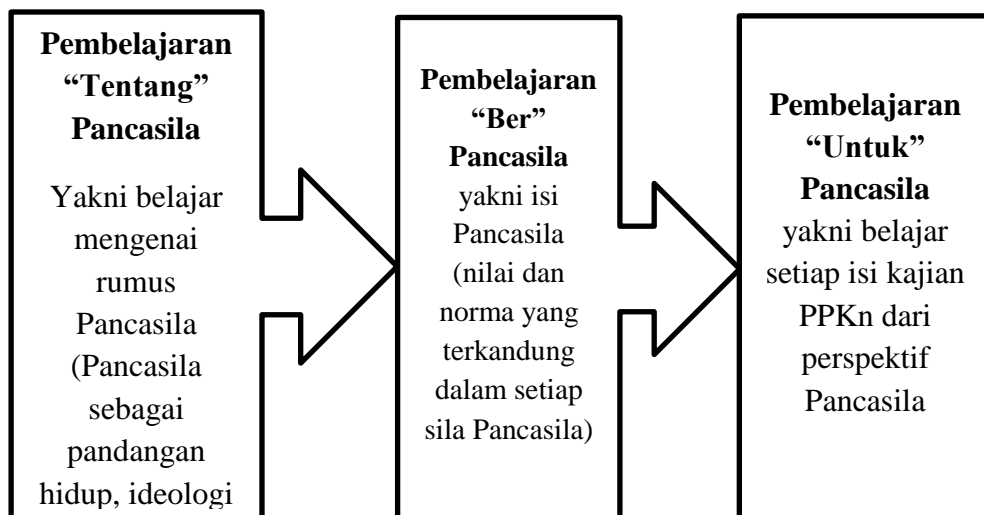 Pembelajaran
“Tentang”
Pancasila
Yakni belajar
mengenai
rumus
Pancasila
(Pancasila
sebagai
pandangan
hidup, ideologi
Pembelajaran
“Ber”
Pancasila
yakni isi
Pancasila
(nilai dan
norma yang
terkandung
dalam setiap
sila Pancasila)
Pembelajaran
“Untuk”
Pancasila
yakni belajar
setiap isi kajian
PPKn dari
perspektif
Pancasila